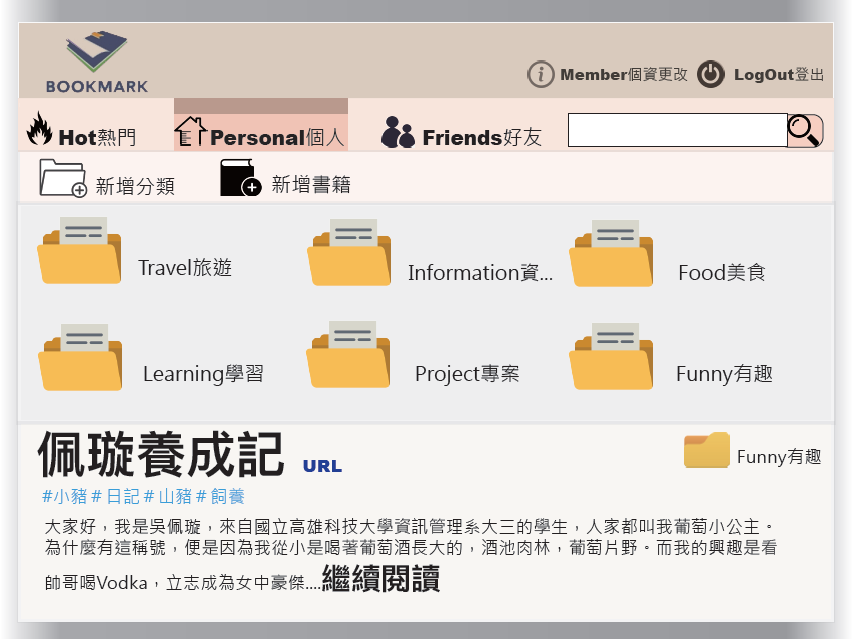 BOOKMARK
Member個資更改 LogOut登出
Hot熱門 Personal個人 Friends好友
新增分類 新增書籍
Travel旅遊 Information資... Food美食
Learning學習 Project專案 Funny有趣
佩璇養成記 URL Funny有趣
#小豬#日記#山豬#飼養
大家好，我是吳佩璇，來自國立高雄科技大學資訊管理系大三的學生，人家都叫我葡萄小公主。
為什麼有這稱號，便是因為我從小是喝著葡萄酒長大的，酒池肉林，葡萄片野。而我的興趣是看
帥哥喝Vodka，立志成為女中豪傑....繼續閱讀